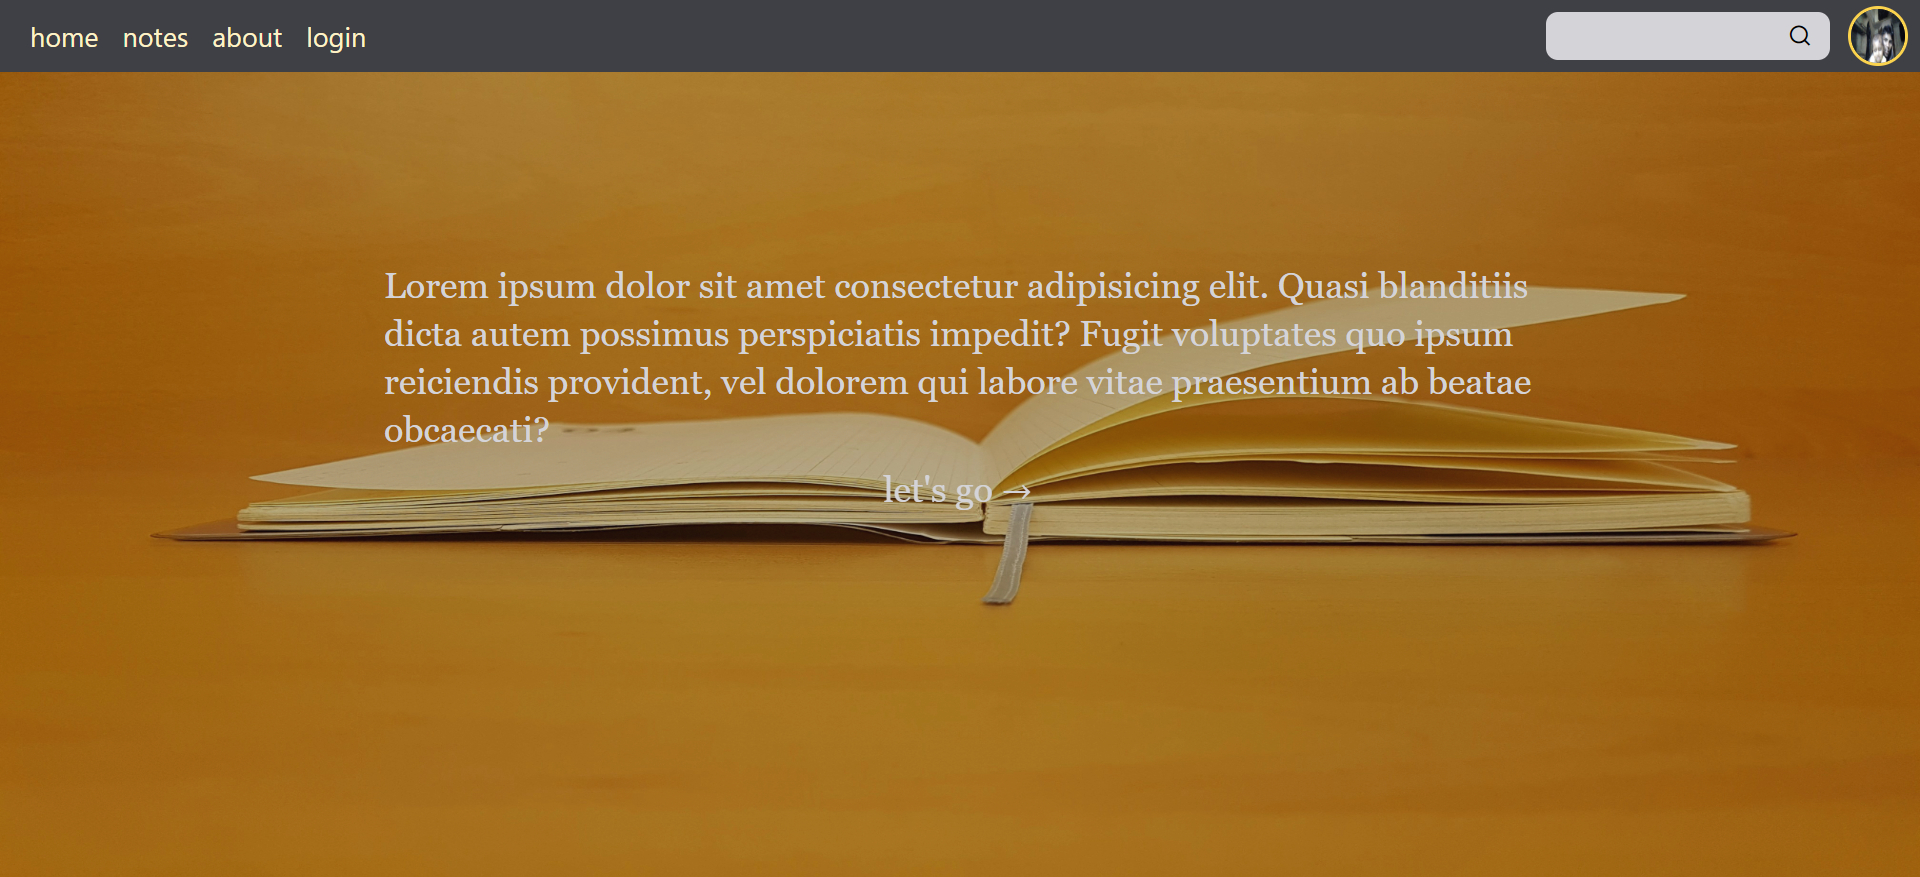 home notes about login
Lorem ipsum dolor sit amet consectetur adipisicing elit. Quasi blanditiis
dicta autem possimus perspiciatis impedit? Fugit voluptates quo ipsum
reiciendis provident, vel dolorem qui labore vitae praesentium ab beatae
obcaecati?
let's go →